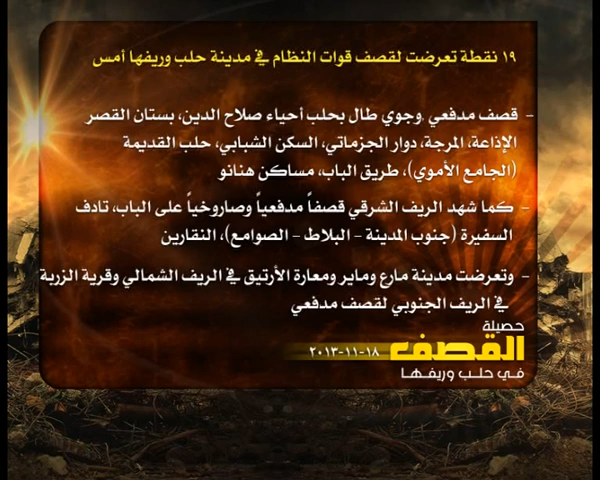 ١٩ نقطة تعرضت لقصف قوات النظام في مدينة حلب وريفها أمس
- قصف مدفعي .وجوي طال بحلب أحياء صلاح الدين، بستان القصر
الإذاعة، المرجة، دوار الجزماتي، السكن الشبابي، حلب القديمة
(الجامع الأموي)، طريق الباب، مساكن هنانو
- كما شهد الريف الشرقي قصفاً مدفعياً وصاروخياً على الباب، تادف
السفيرة (جنوب المدينة - البلاط - الصوامع)، النقارين
- وتعرضت مدينة مارع وماير ومعارة الأرتيق في الريف الشمالي وقرية الزربة
في الريف الجنوبي لقصف مدفعي
حصيلة
القصف ١٨-١١-٢٠١٣
في حلب وريفها